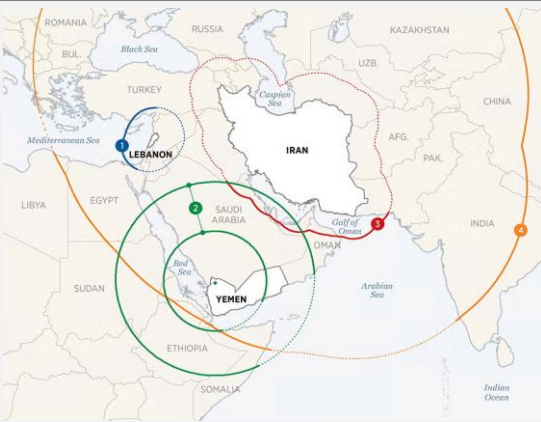 ROMANIA
RUSSIA
KAZAKHSTAN
Black Sea
BUL.
UZB.
TURKEY
Caspian
Sea
CHINA
Mediterranean Sea
1
LEBANON
IRAN
AFG.
PAK.
LIBYA
EGYPT
2
SAUDI
ARABIA
Gulf of
Oman
3
INDIA
4
OMAN
Red
Sea
SUDAN
YEMEN
Arabian
Sea
ETHIOPIA
SOMALIA
Indian
Ocean